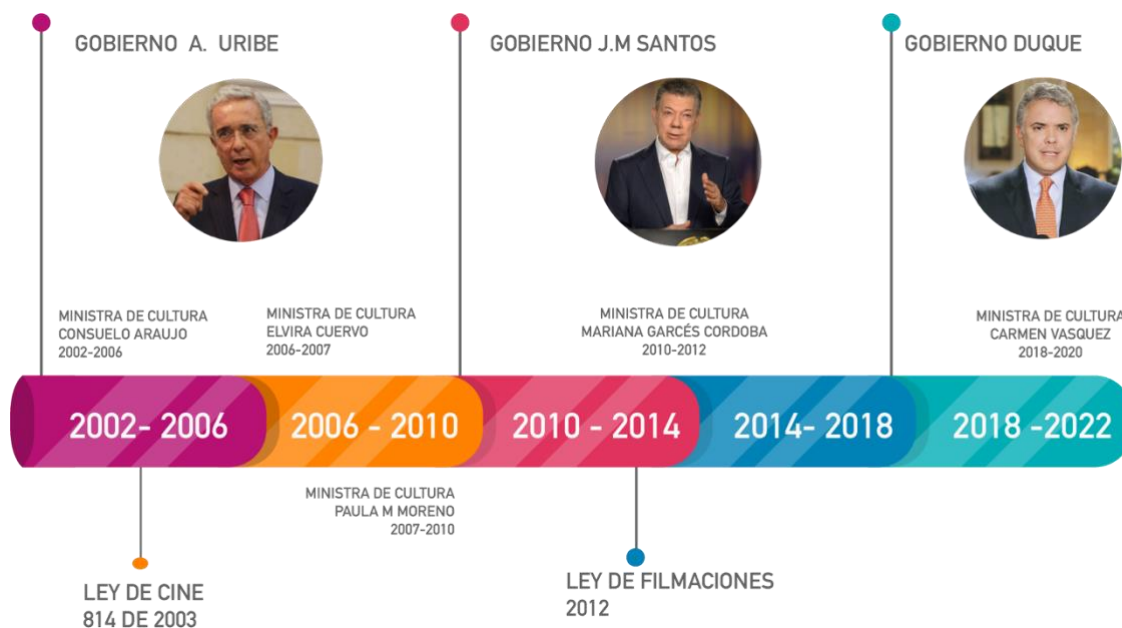 GOBIERNO A. URIBE
GOBIERNO J.M SANTOS
GOBIERNO DUQUE
MINISTRA DE CULTURA
CONSUELO ARAUJO
2002-2006
MINISTRA DE CULTURA
ELVIRA CUERVO
2006-2007
MINISTRA DE CULTURA
MARIANA GARCÉS CORDOBA
2010-2012
MINISTRA DE CULTURA
CARMEN VASQUEZ
2018-2020
2002- 2006
2006 - 2010
2010 - 2014
2014- 2018
2018 -2022
MINISTRA DE CULTURA
PAULA M MORENO
2007-2010
LEY DE CINE
814 DE 2003
LEY DE FILMACIONES
2012